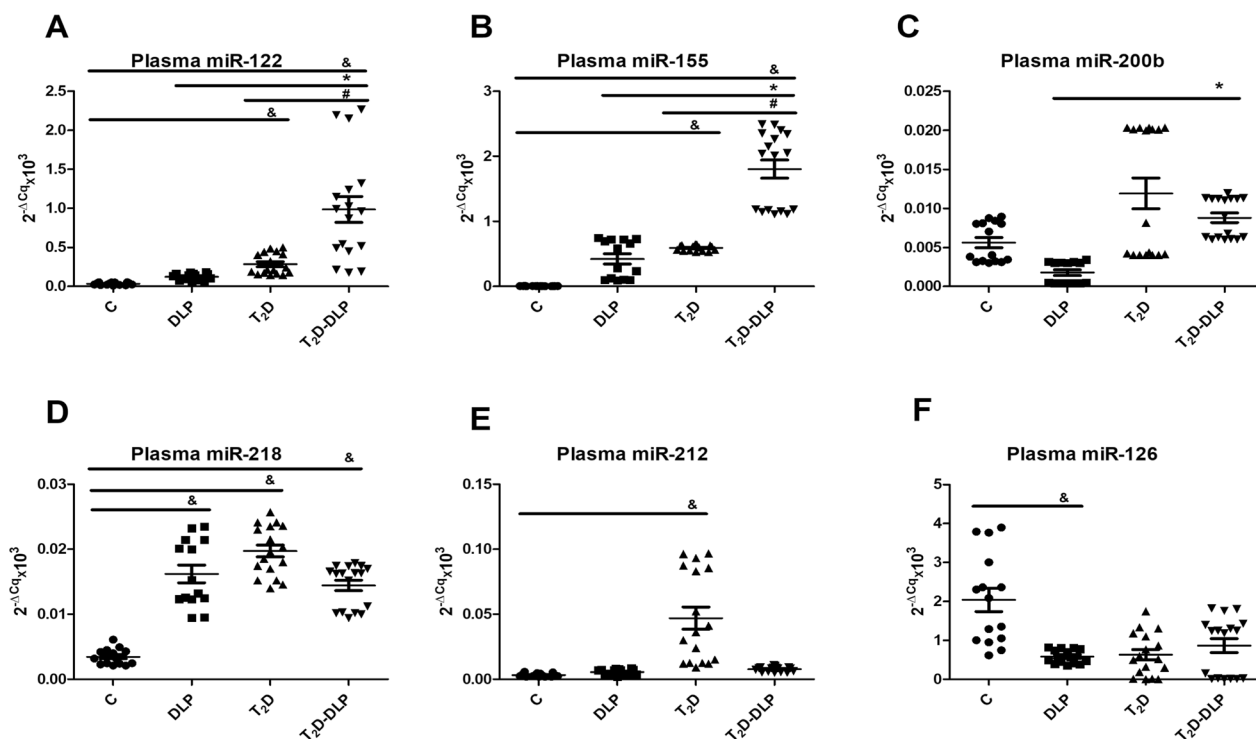 A
Plasma miR-122
&
*
#
&
2^-ΔCq x10^3
2.5
2.0
1.5
1.0
0.5
0.0
C
DLP
T₂D
T₂D-DLP
B
Plasma miR-155
&
*
#
&
2^-ΔCq x10^3
3
2
1
0
C
DLP
T₂D
T₂D-DLP
C
Plasma miR-200b
*
2^-ΔCq x10^3
0.025
0.020
0.015
0.010
0.005
0.000
C
DLP
T₂D
T₂D-DLP
D
Plasma miR-218
&
&
&
2^-ΔCq x10^3
0.03
0.02
0.01
0.00
C
DLP
T₂D
T₂D-DLP
E
Plasma miR-212
&
2^-ΔCq x10^3
0.15
0.10
0.05
0.00
C
DLP
T₂D
T₂D-DLP
F
Plasma miR-126
&
2^-ΔCq x10^3
5
4
3
2
1
0
C
DLP
T₂D
T₂D-DLP